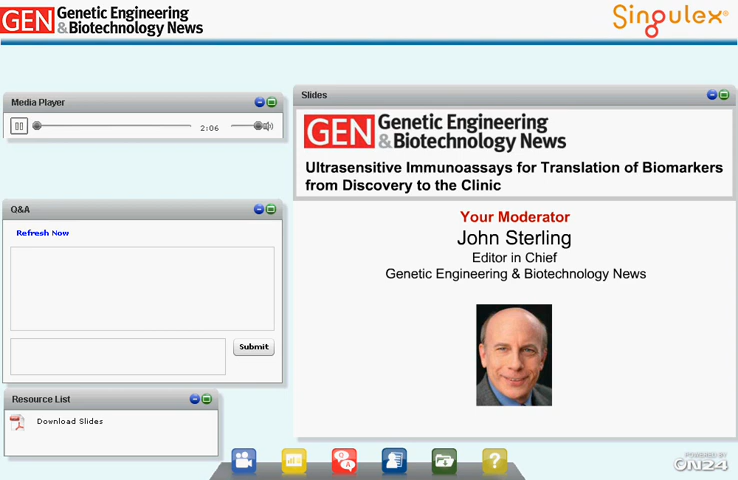 GEN Genetic Engineering
& Biotechnology News
Singulex®
Media Player
2:06
Q&A
Refresh Now
Submit
Resource List
Download Slides
Slides
GEN Genetic Engineering
& Biotechnology News
Ultrasensitive Immunoassays for Translation of Biomarkers
from Discovery to the Clinic
Your Moderator
John Sterling
Editor in Chief
Genetic Engineering & Biotechnology News
Q
A
?
POWERED BY
ON24